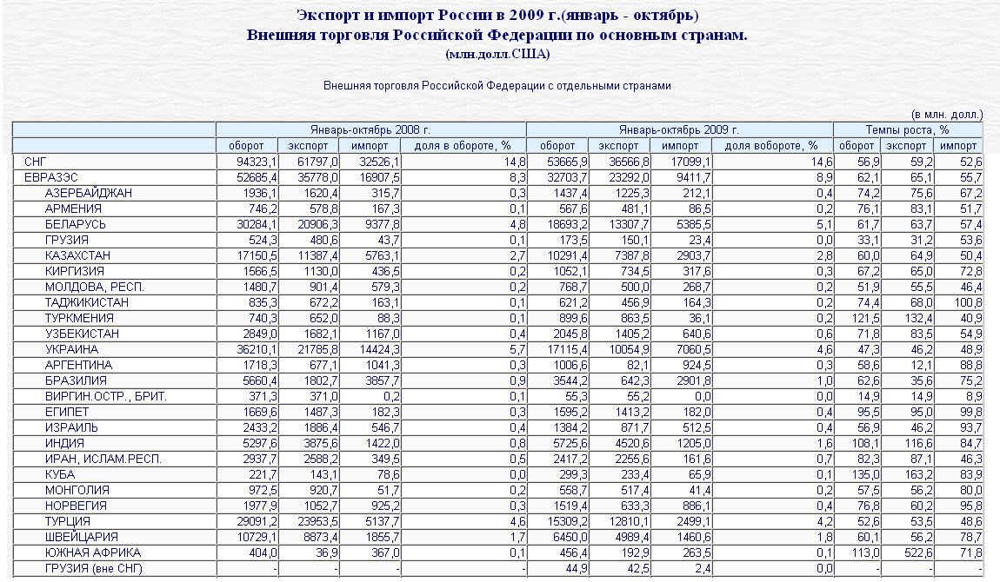 Экспорт и импорт России в 2009 г.(январь - октябрь)
Внешняя торговля Российской Федерации по основным странам.
(млн.долл.США)
Внешняя торговля Российской Федерации с отдельными странами
(в млн. долл.)
Январь-октябрь 2008 г. Январь-октябрь 2009 г. Темпы роста, %
оборот экспорт импорт доля в обороте, % оборот экспорт импорт доля вобороте, % оборот экспорт импорт
СНГ 94323,1 61797,0 32526,1 14,8 53665,9 36566,8 17099,1 14,6 56,9 59,2 52,6
ЕВРАЗЭС 52685,4 35778,0 16907,5 8,3 32703,7 23292,0 9411,7 8,9 62,1 65,1 55,7
АЗЕРБАЙДЖАН 1936,1 1620,4 315,7 0,3 1437,4 1225,3 212,1 0,4 74,2 75,6 67,2
АРМЕНИЯ 746,2 578,8 167,3 0,1 567,6 481,1 86,5 0,2 76,1 83,1 51,7
БЕЛАРУСЬ 30284,1 20906,3 9377,8 4,8 18693,2 13307,7 5385,5 5,1 61,7 63,7 57,4
ГРУЗИЯ 524,3 480,6 43,7 0,1 173,5 150,1 23,4 0,0 33,1 31,2 53,6
КАЗАХСТАН 17150,5 11387,4 5763,1 2,7 10291,4 7387,8 2903,7 2,8 60,0 64,9 50,4
КИРГИЗИЯ 1566,5 1130,0 436,5 0,2 1052,1 734,5 317,6 0,3 67,2 65,0 72,8
МОЛДОВА, РЕСП. 1480,7 901,4 579,3 0,2 768,7 500,0 268,7 0,2 51,9 55,5 46,4
ТАДЖИКИСТАН 835,3 672,2 163,1 0,1 621,2 456,9 164,3 0,2 74,4 68,0 100,8
ТУРКМЕНИЯ 740,3 652,0 88,3 0,1 899,6 863,5 36,1 0,2 121,5 132,4 40,9
УЗБЕКИСТАН 2849,0 1682,1 1167,0 0,4 2045,8 1405,2 640,6 0,6 71,8 83,5 54,9
УКРАИНА 36210,1 21785,8 14424,3 5,7 17115,4 10054,9 7060,5 4,6 47,3 46,2 48,9
АРГЕНТИНА 1718,3 677,1 1041,3 0,3 1006,6 82,1 924,5 0,3 58,6 12,1 88,8
БРАЗИЛИЯ 5660,4 1802,7 3857,7 0,9 3544,2 642,3 2901,8 1,0 62,6 35,6 75,2
ВИРГИН.ОСТР., БРИТ. 371,3 371,0 0,2 0,1 55,3 55,2 0,0 0,0 14,9 14,9 8,9
ЕГИПЕТ 1669,6 1487,3 182,3 0,3 1595,2 1413,2 182,0 0,4 95,5 95,0 99,8
ИЗРАИЛЬ 2433,2 1886,4 546,7 0,4 1384,2 871,7 512,5 0,4 56,9 46,2 93,7
ИНДИЯ 5297,6 3875,6 1422,0 0,8 5725,6 4520,6 1205,0 1,6 108,1 116,6 84,7
ИРАН, ИСЛАМ.РЕСП. 2937,7 2588,2 349,5 0,5 2417,2 2255,6 161,6 0,7 82,3 87,1 46,3
КУБА 221,7 143,1 78,6 0,0 299,3 233,4 65,9 0,1 135,0 163,2 83,9
МОНГОЛИЯ 972,5 920,7 51,7 0,2 558,7 517,4 41,4 0,2 57,5 56,2 80,0
НОРВЕГИЯ 1977,9 1052,7 925,2 0,3 1519,4 633,3 886,1 0,4 76,8 60,2 95,8
ТУРЦИЯ 29091,2 23953,5 5137,7 4,6 15309,2 12810,1 2499,1 4,2 52,6 53,5 48,6
ШВЕЙЦАРИЯ 10729,1 8873,4 1855,7 1,7 6450,0 4989,4 1460,6 1,8 60,1 56,2 78,7
ЮЖНАЯ АФРИКА 404,0 36,9 367,0 0,1 456,4 192,9 263,5 0,1 113,0 522,6 71,8
ГРУЗИЯ (вне СНГ) - - - - 44,9 42,5 2,4 0,0 - - -